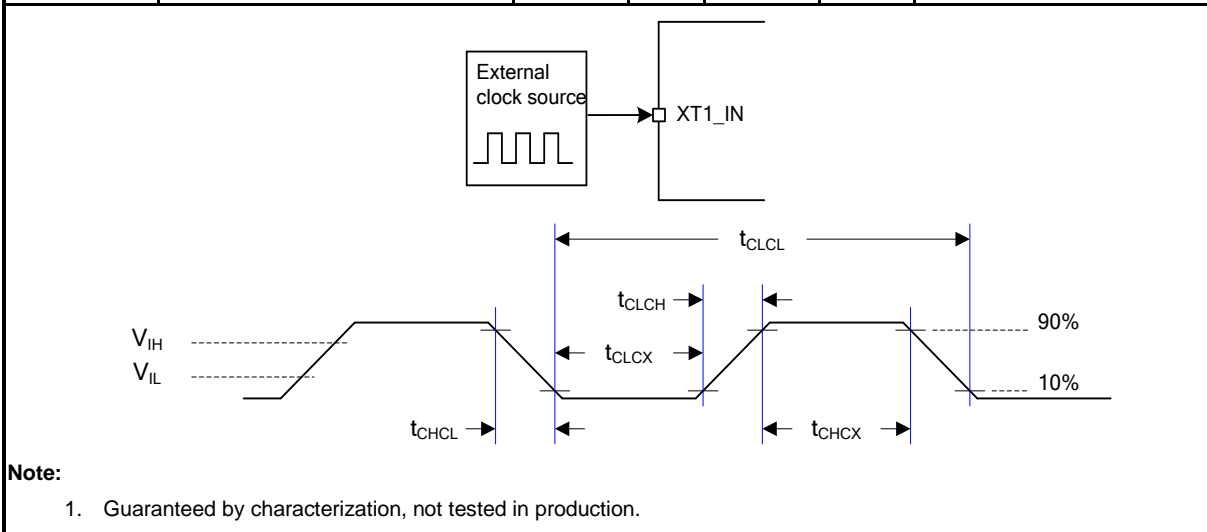 External
clock source
XT1_IN
tCLCL
tCLCH
90%
VIH
tCLCX
VIL
10%
tCHCL
tCHCX
Note:
1. Guaranteed by characterization, not tested in production.